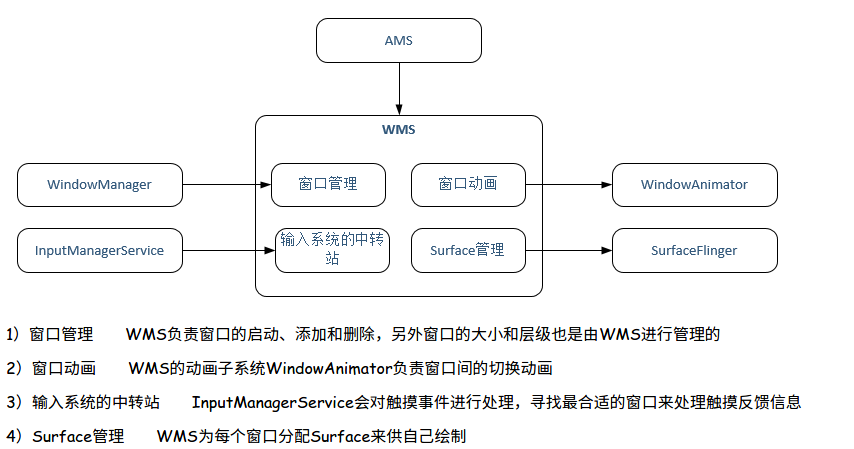 AMS
WMS
WindowManager
窗口管理
窗口动画
WindowAnimator
InputManagerService
输入系统的中转
站
Surface管理
SurfaceFlinger
1）窗口管理 WMS负责窗口的启动、添加和删除，另外窗口的大小和层级也是由WMS进行管理的
2）窗口动画 WMS的动画子系统WindowAnimator负责窗口间的切换动画
3）输入系统的中转站 InputManagerService会对触摸事件进行处理，寻找最合适的窗口来处理触摸反馈信息
4）Surface管理 WMS为每个窗口分配Surface来供自己绘制